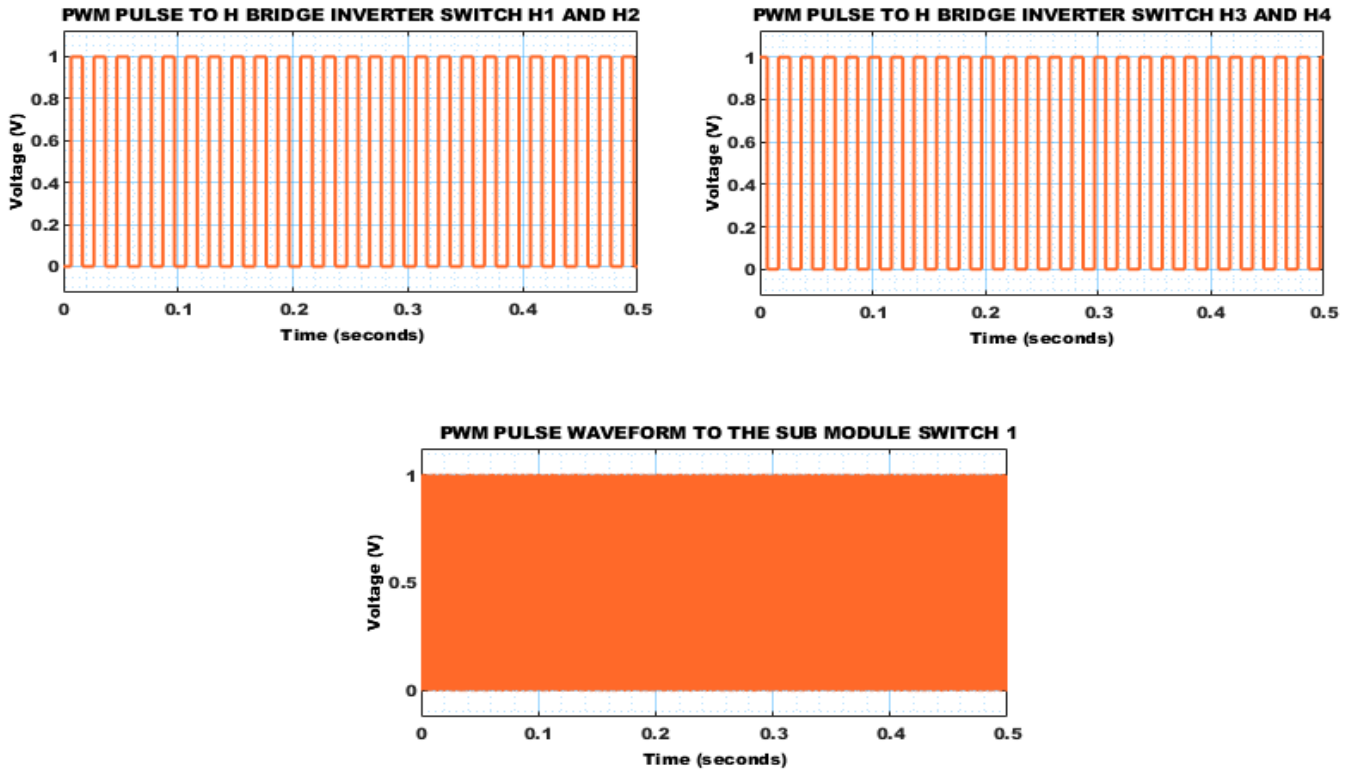 PWM PULSE TO H BRIDGE INVERTER SWITCH H1 AND H2
1
0.8
0.6
0.4
0.2
0
Voltage (V)
0 0.1 0.2 0.3 0.4 0.5
Time (seconds)
PWM PULSE TO H BRIDGE INVERTER SWITCH H3 AND H4
1
0.8
0.6
0.4
0.2
0
Voltage (V)
0 0.1 0.2 0.3 0.4 0.5
Time (seconds)
PWM PULSE WAVEFORM TO THE SUB MODULE SWITCH 1
1
0.5
0
Voltage (V)
0 0.1 0.2 0.3 0.4 0.5
Time (seconds)